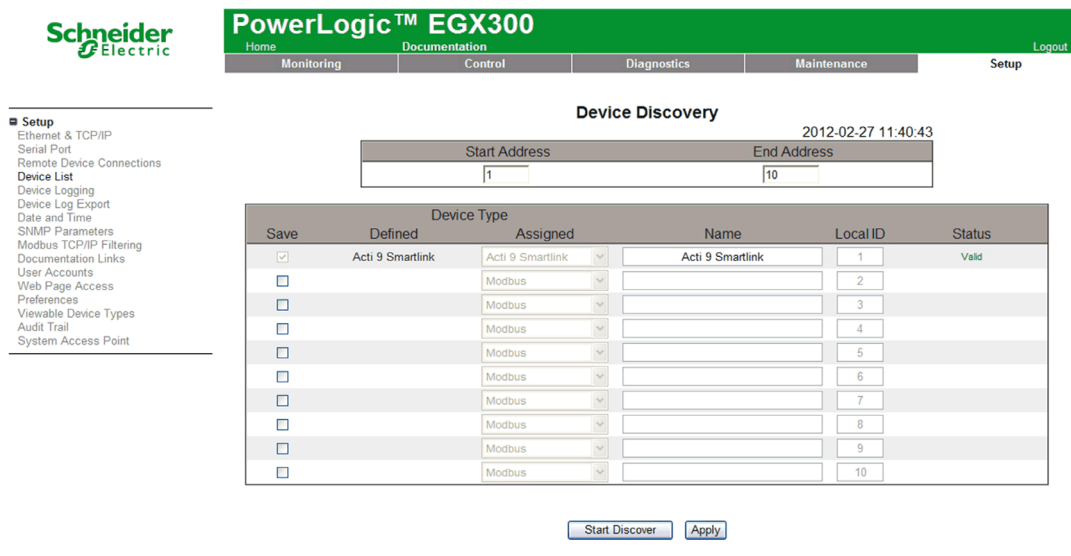 Schneider
Electric
PowerLogic™ EGX300
Home Documentation Logout
Monitoring Control Diagnostics Maintenance Setup
Setup
Ethernet & TCP/IP
Serial Port
Remote Device Connections
Device List
Device Logging
Device Log Export
Date and Time
SNMP Parameters
Modbus TCP/IP Filtering
Documentation Links
User Accounts
Web Page Access
Preferences
Viewable Device Types
Audit Trail
System Access Point
Device Discovery
2012-02-27 11:40:43
Start Address End Address
1 10
Device Type
Save Defined Assigned Name Local ID Status
Acti 9 Smartlink Acti 9 Smartlink Acti 9 Smartlink 1 Valid
Modbus 2
Modbus 3
Modbus 4
Modbus 5
Modbus 6
Modbus 7
Modbus 8
Modbus 9
Modbus 10
Start Discover Apply